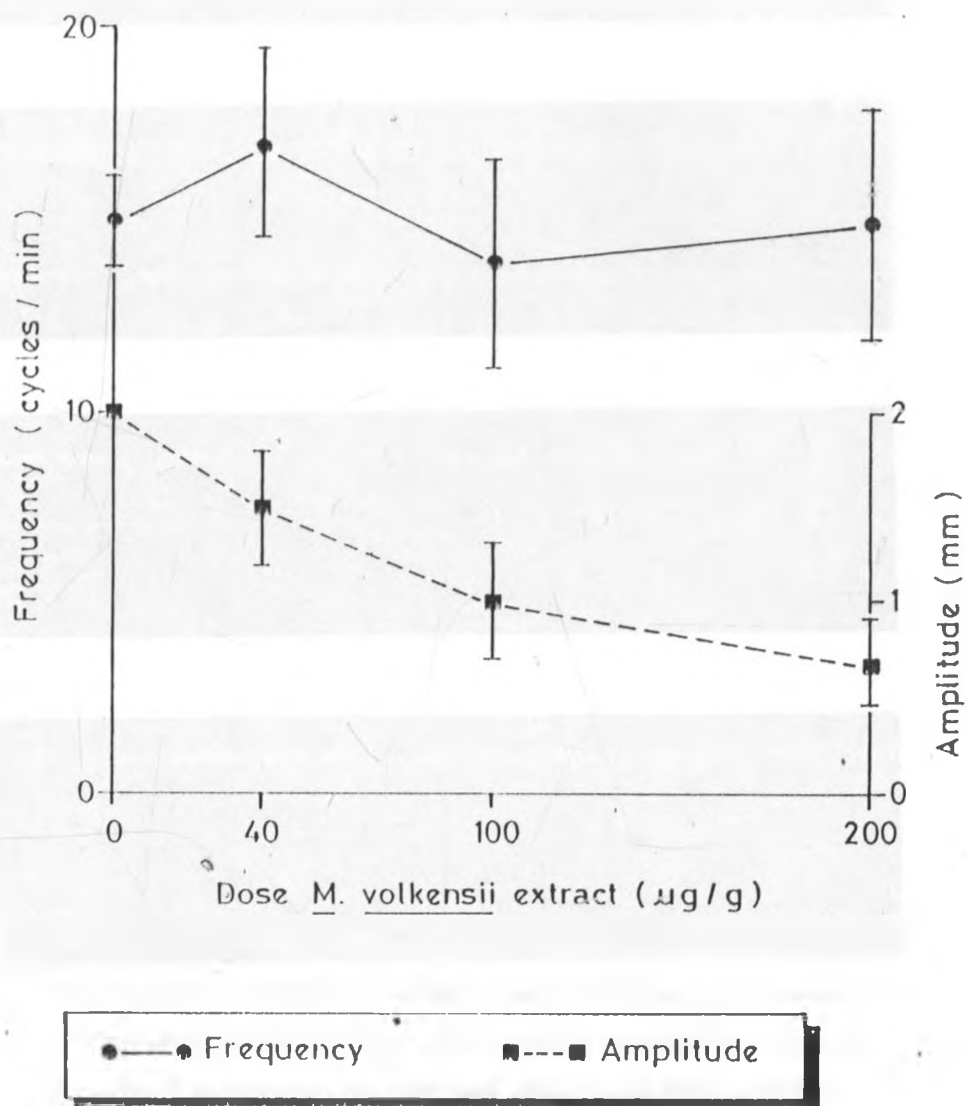 20
Frequency ( cycles / min )
10
0
2
1
0
Amplitude ( mm )
0 40 100 200
Dose M. volkensii extract ( µg / g )
Frequency Amplitude